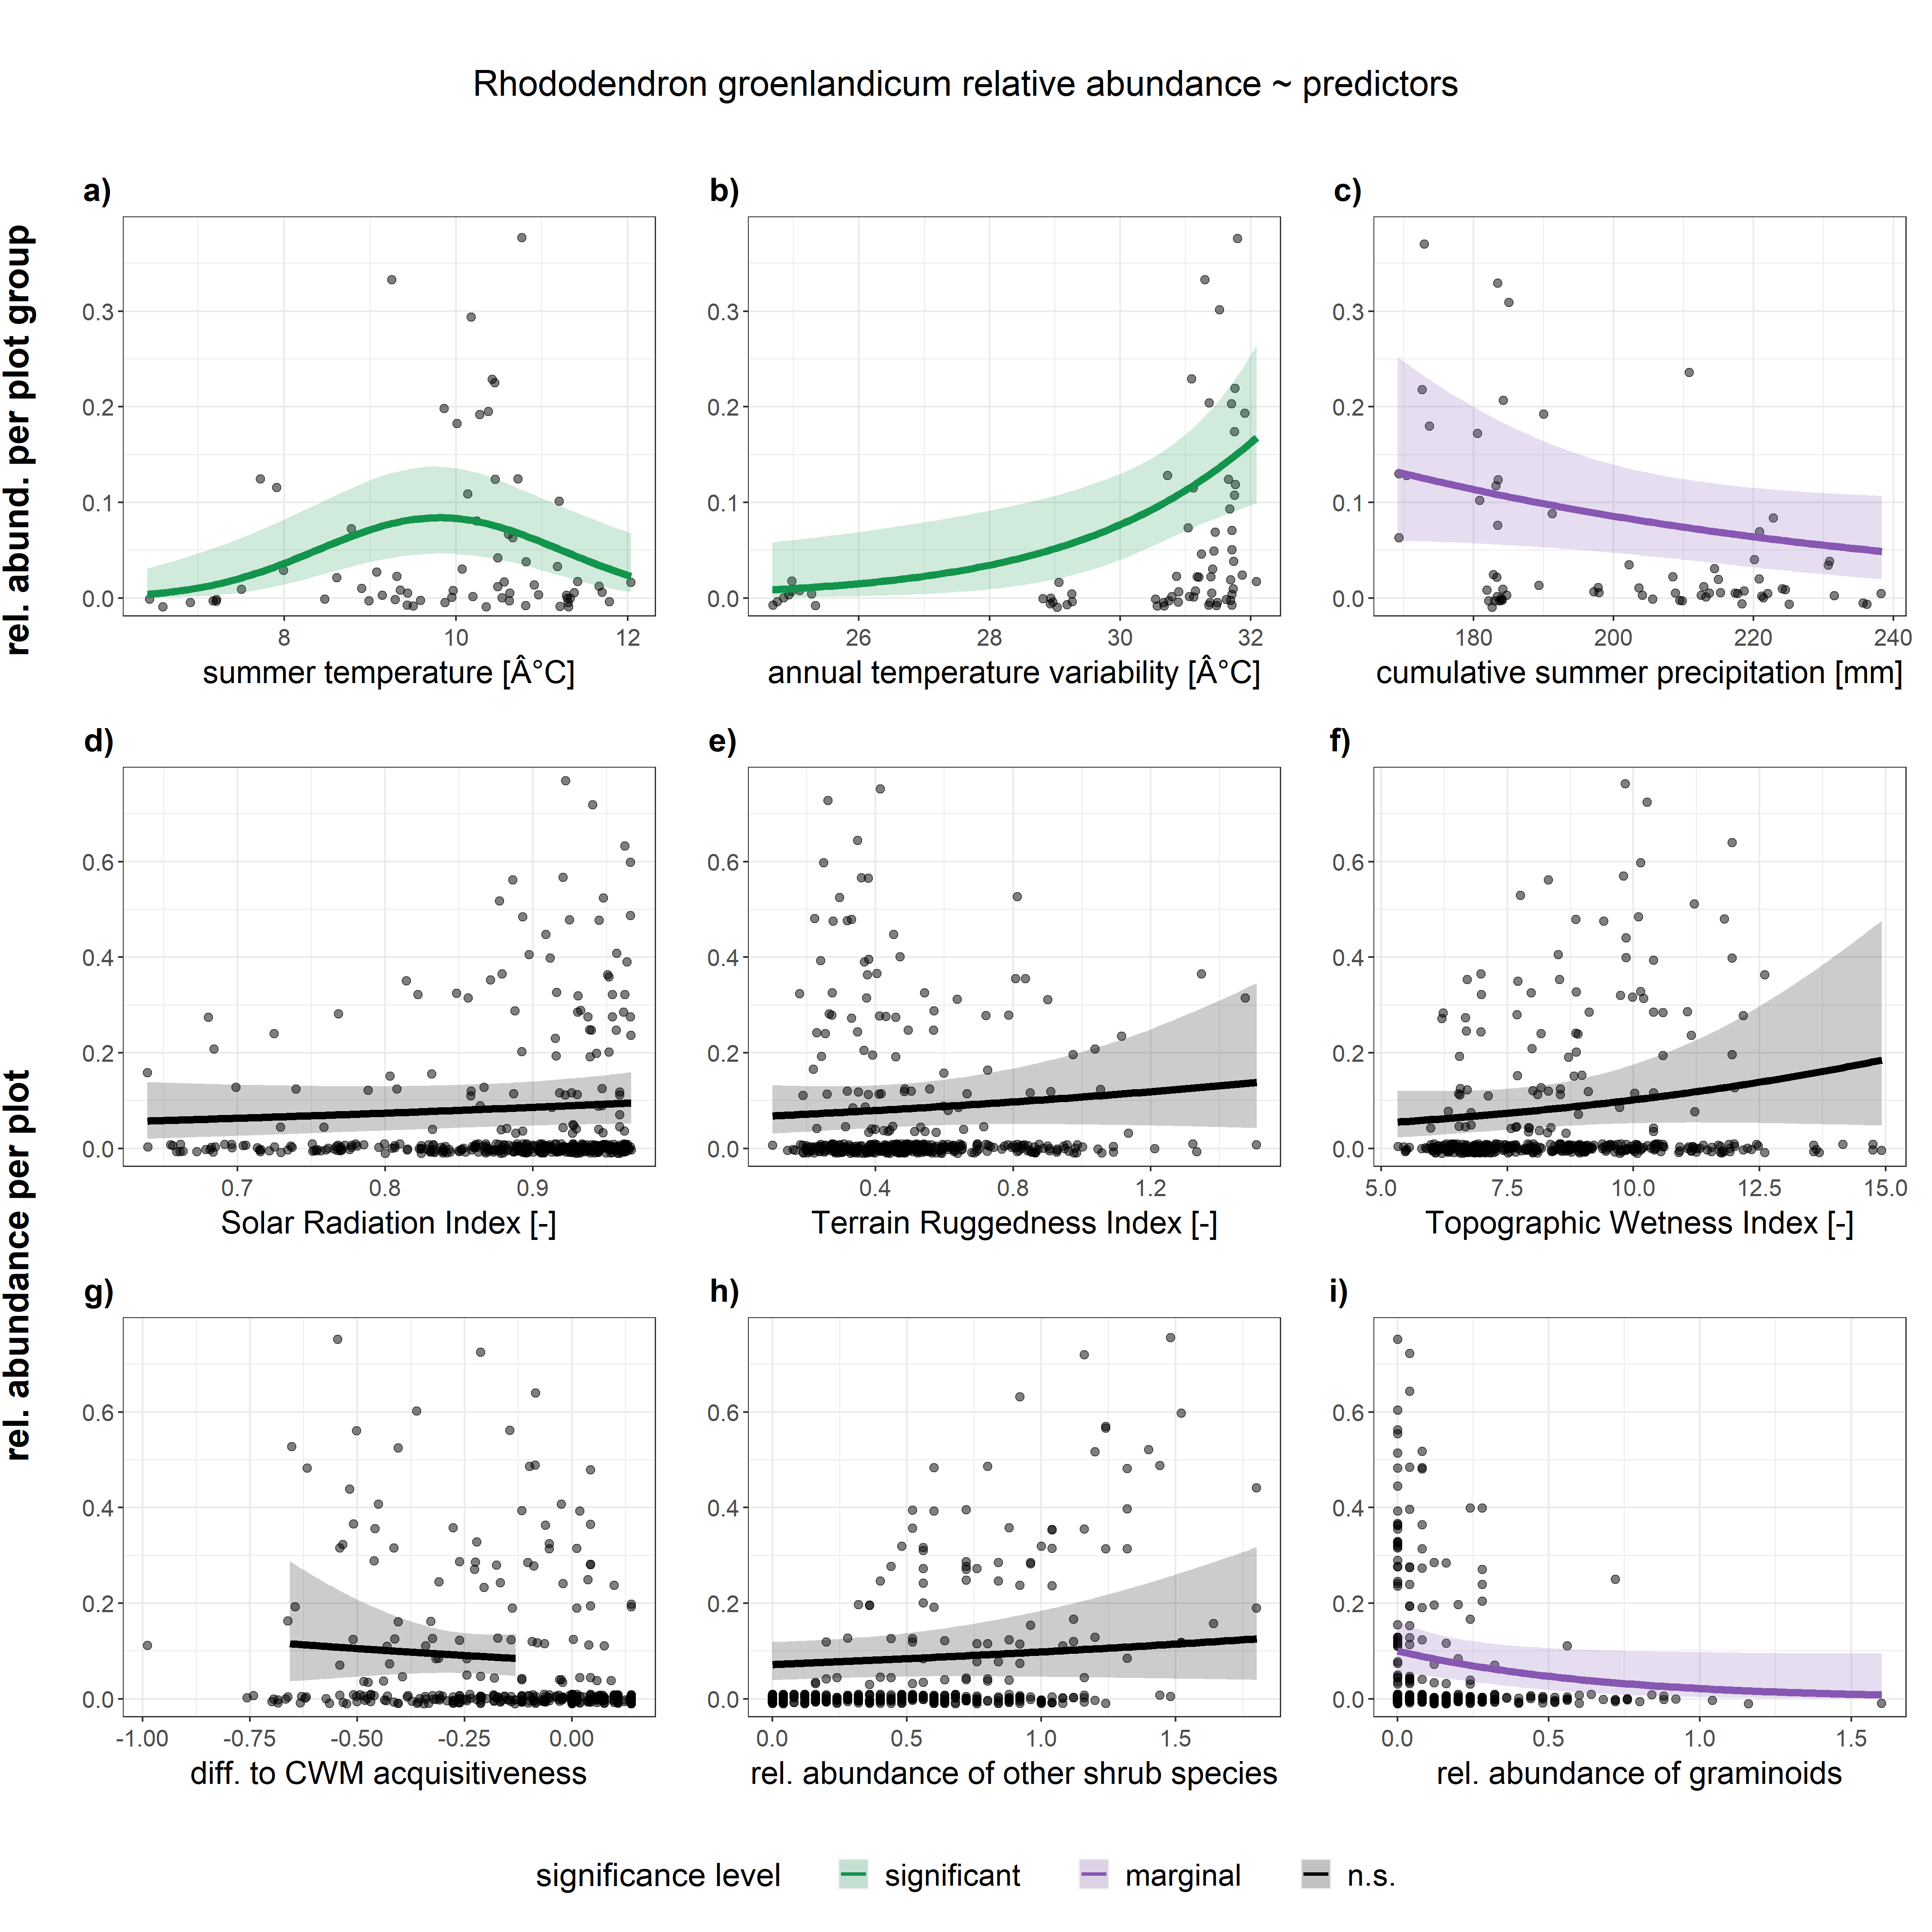 Rhododendron groenlandicum relative abundance ~ predictors
rel. abund. per plot group
rel. abundance per plot
a)
0.3
0.2
0.1
0.0
8
10
12
summer temperature [Â°C]
b)
0.3
0.2
0.1
0.0
26
28
30
32
annual temperature variability [Â°C]
c)
0.3
0.2
0.1
0.0
180
200
220
240
cumulative summer precipitation [mm]
d)
0.6
0.4
0.2
0.0
0.7
0.8
0.9
Solar Radiation Index [-]
e)
0.6
0.4
0.2
0.0
0.4
0.8
1.2
Terrain Ruggedness Index [-]
f)
0.6
0.4
0.2
0.0
5.0
7.5
10.0
12.5
15.0
Topographic Wetness Index [-]
g)
0.6
0.4
0.2
0.0
-1.00
-0.75
-0.50
-0.25
0.00
diff. to CWM acquisitiveness
h)
0.6
0.4
0.2
0.0
0.0
0.5
1.0
1.5
rel. abundance of other shrub species
i)
0.6
0.4
0.2
0.0
0.0
0.5
1.0
1.5
rel. abundance of graminoids
significance level
significant
marginal
n.s.